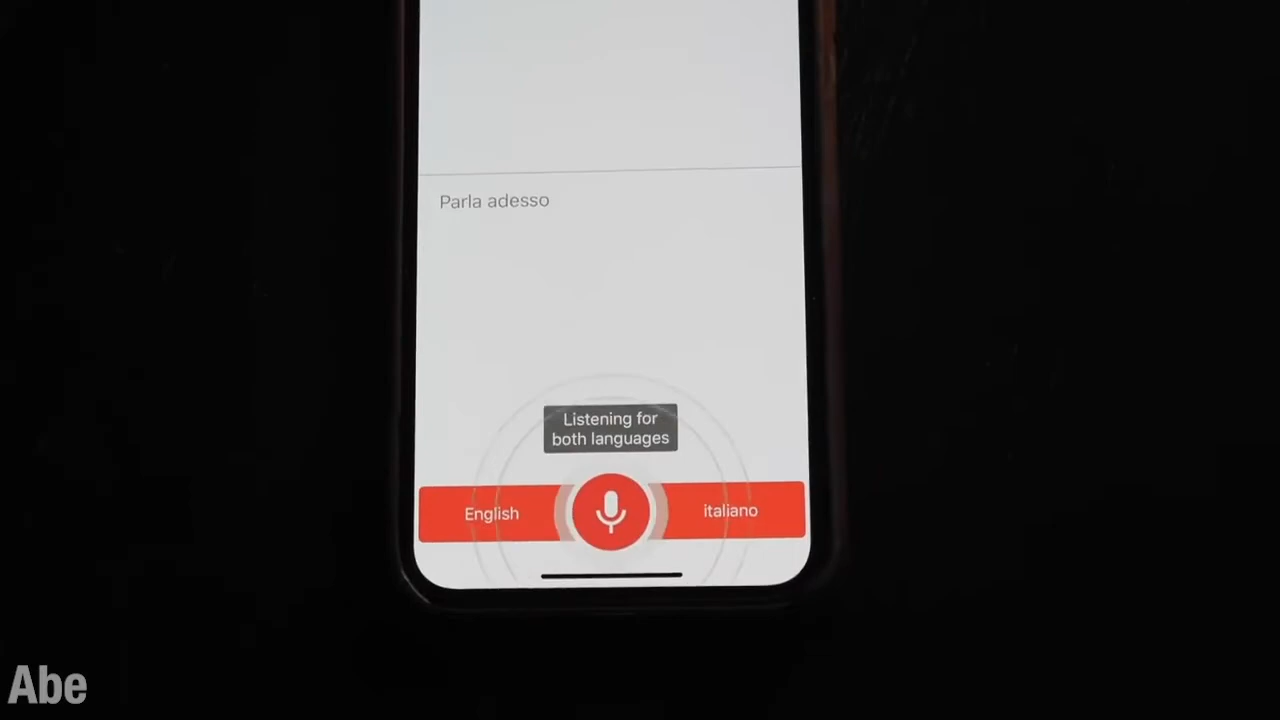 Parla adesso
Listening for
both languages
English
italiano
Abe